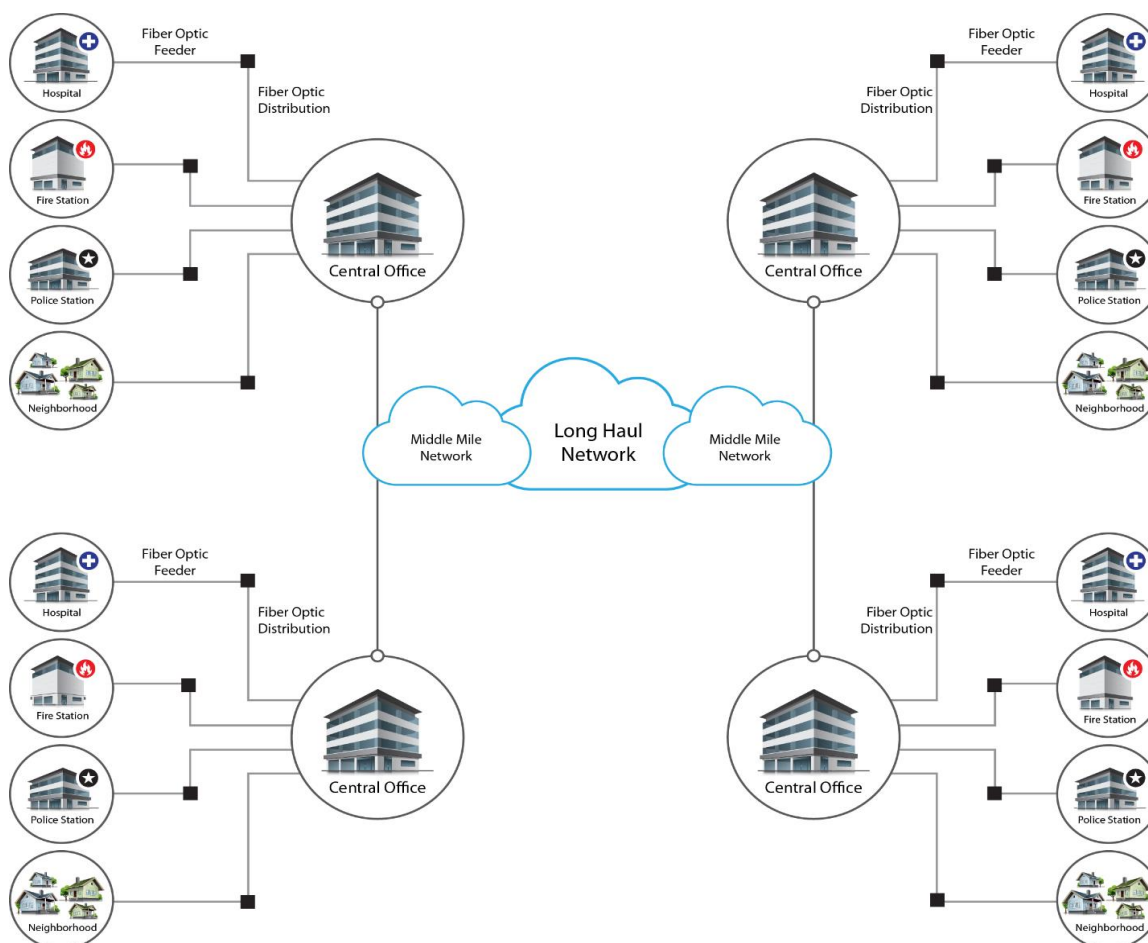 Fiber Optic
Feeder
Hospital
Fiber Optic
Distribution
Fire Station
Police Station
Neighborhood
Central Office
Fiber Optic
Feeder
Hospital
Fiber Optic
Distribution
Fire Station
Police Station
Neighborhood
Central Office
Middle Mile
Network
Long Haul
Network
Middle Mile
Network
Fiber Optic
Feeder
Hospital
Fiber Optic
Distribution
Fire Station
Police Station
Neighborhood
Central Office
Fiber Optic
Feeder
Hospital
Fiber Optic
Distribution
Fire Station
Police Station
Neighborhood
Central Office